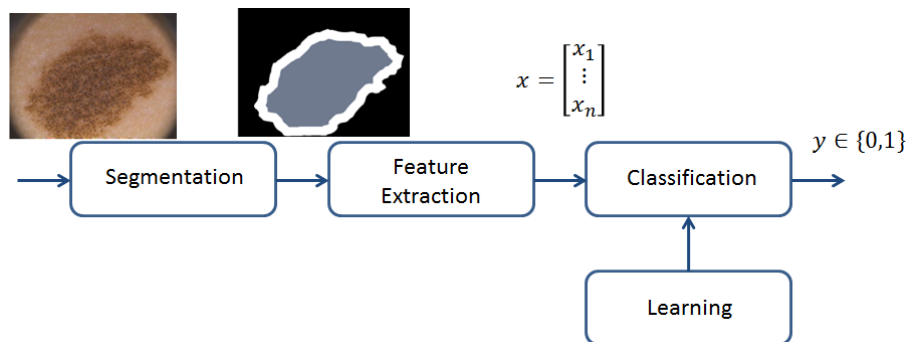 x = [x₁ ⋮ xₙ]
y ∈ {0,1}
Segmentation
Feature
Extraction
Classification
Learning